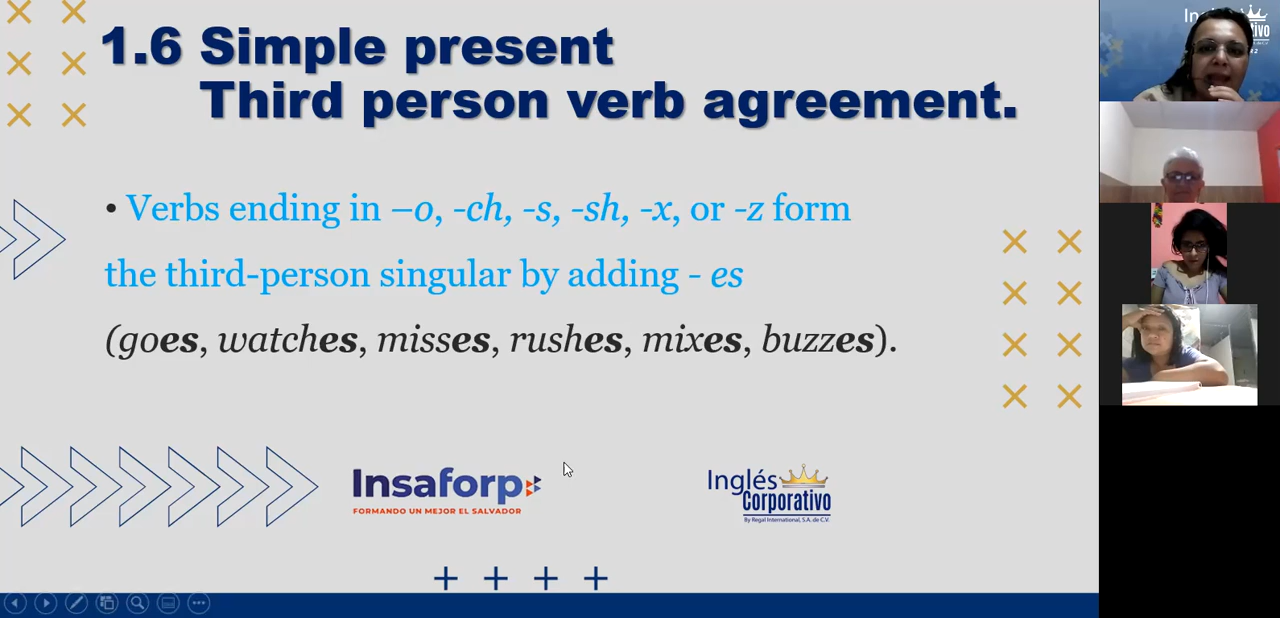 1.6 Simple present
Third person verb agreement.
• Verbs ending in –o, -ch, -s, -sh, -x, or -z form
the third-person singular by adding - es
(goes, watches, misses, rushes, mixes, buzzes).
Insaforp
FORMANDO UN MEJOR EL SALVADOR
Inglés
Corporativo
By Regal International, S.A. de C.V.